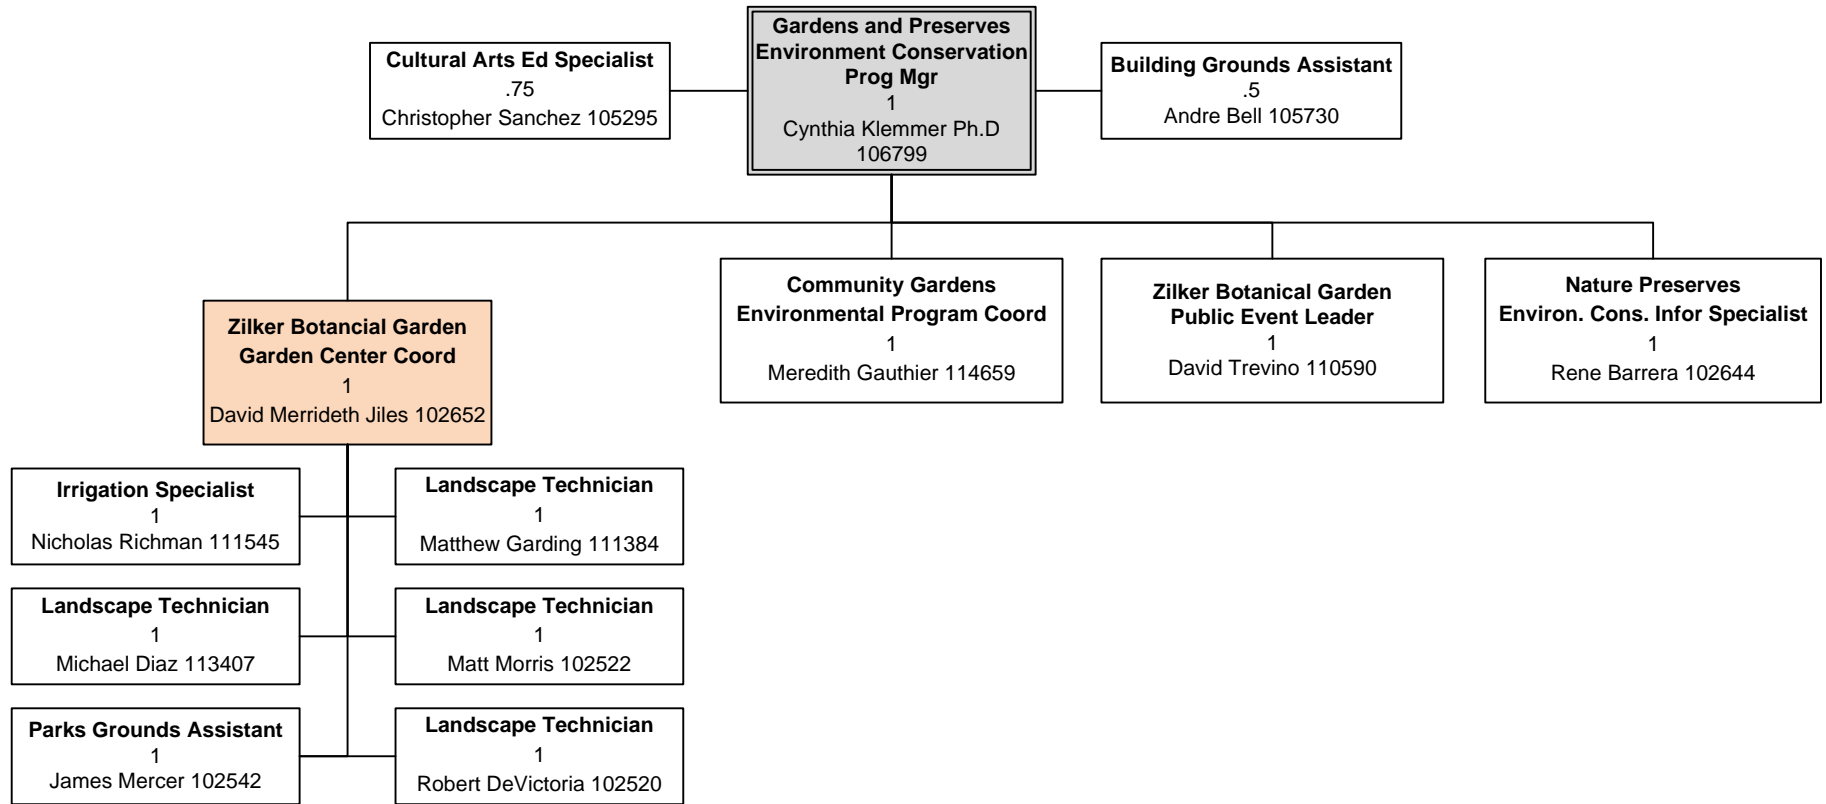 Gardens and Preserves
Environment Conservation
Prog Mgr
1
Cynthia Klemmer Ph.D
106799
Cultural Arts Ed Specialist
.75
Christopher Sanchez 105295
Building Grounds Assistant
.5
Andre Bell 105730
Zilker Botancial Garden
Garden Center Coord
1
David Merrideth Jiles 102652
Community Gardens
Environmental Program Coord
1
Meredith Gauthier 114659
Zilker Botanical Garden
Public Event Leader
1
David Trevino 110590
Nature Preserves
Environ. Cons. Infor Specialist
1
Rene Barrera 102644
Irrigation Specialist
1
Nicholas Richman 111545
Landscape Technician
1
Matthew Garding 111384
Landscape Technician
1
Michael Diaz 113407
Landscape Technician
1
Matt Morris 102522
Parks Grounds Assistant
1
James Mercer 102542
Landscape Technician
1
Robert DeVictoria 102520